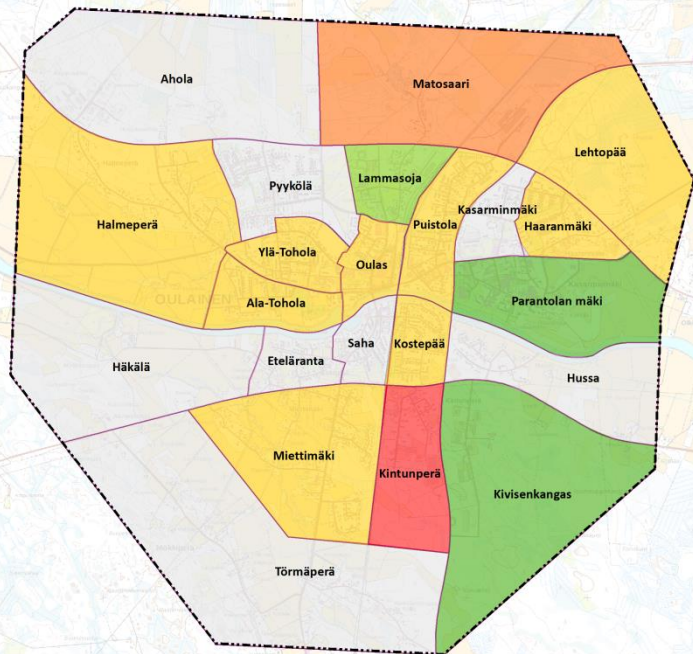 Ahola
Matosaari
Lehtopää
Lammasoja
Pyykölä
Kasarminmäki
Halmeperä
Puistola
Haaranmäki
Ylä-Tohola
Oulas
OULAINEN
Ala-Tohola
Parantolan mäki
Saha
Kostepää
Häkälä
Eteläranta
Hussa
Miettimäki
Kintunperä
Kivisenkangas
Törmäperä